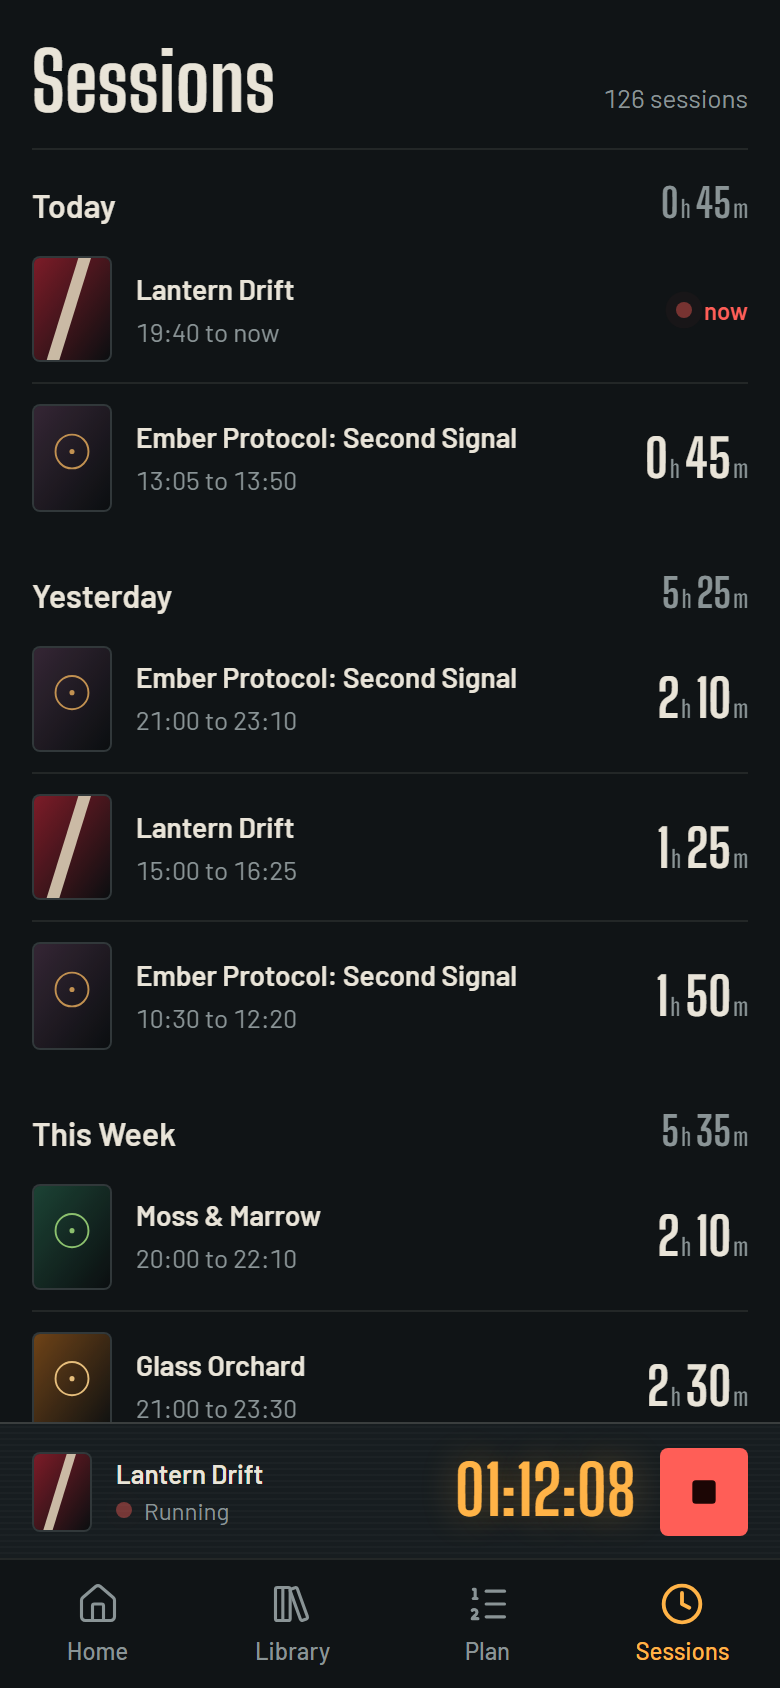 Sessions
126 sessions
Today
0h 45m
Lantern Drift
19:40 to now
now
Ember Protocol: Second Signal
13:05 to 13:50
0h 45m
Yesterday
5h 25m
Ember Protocol: Second Signal
21:00 to 23:10
2h 10m
Lantern Drift
15:00 to 16:25
1h 25m
Ember Protocol: Second Signal
10:30 to 12:20
1h 50m
This Week
5h 35m
Moss & Marrow
20:00 to 22:10
2h 10m
Glass Orchard
21:00 to 23:30
2h 30m
Lantern Drift
Running
01:12:08
Home
Library
Plan
Sessions